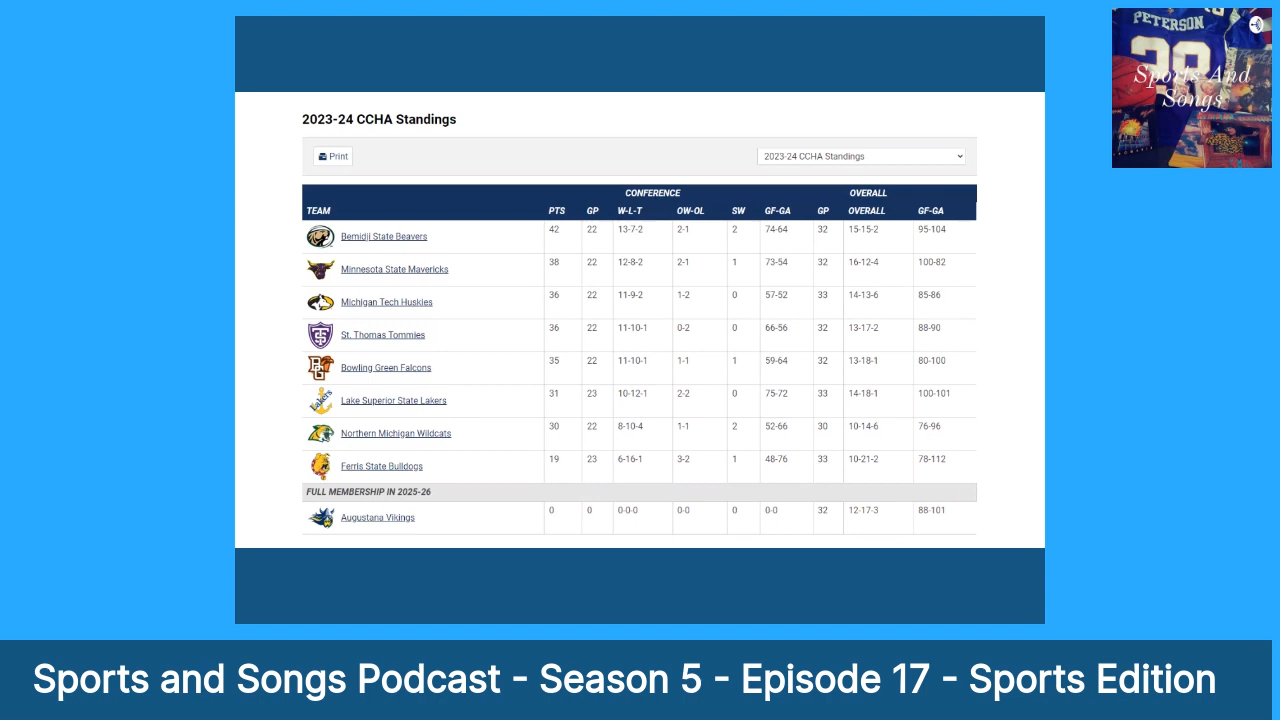 PETERSON
28
Sports And
Songs
2023-24 CCHA Standings
Print
2023-24 CCHA Standings
CONFERENCE OVERALL
TEAM PTS GP W-L-T OW-OL SW GF-GA GP OVERALL GF-GA
Bemidji State Beavers 42 22 13-7-2 2-1 2 74-64 32 15-15-2 95-104
Minnesota State Mavericks 38 22 12-8-2 2-1 1 73-54 32 16-12-4 100-82
Michigan Tech Huskies 36 22 11-9-2 1-2 0 57-52 33 14-13-6 85-86
St. Thomas Tommies 36 22 11-10-1 0-2 0 66-56 32 13-17-2 88-90
Bowling Green Falcons 35 22 11-10-1 1-1 1 59-64 32 13-18-1 80-100
Lake Superior State Lakers 31 23 10-12-1 2-2 0 75-72 33 14-18-1 100-101
Northern Michigan Wildcats 30 22 8-10-4 1-1 2 52-66 30 10-14-6 76-96
Ferris State Bulldogs 19 23 6-16-1 3-2 1 48-76 33 10-21-2 78-112
FULL MEMBERSHIP IN 2025-26
Augustana Vikings 0 0 0-0-0 0-0 0 0-0 32 12-17-3 88-101
Sports and Songs Podcast - Season 5 - Episode 17 - Sports Edition